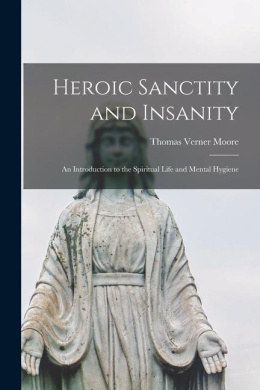 Heroic Sanctity
and Insanity
Thomas Verner Moore
An Introduction to the Spiritual Life and Mental Hygiene